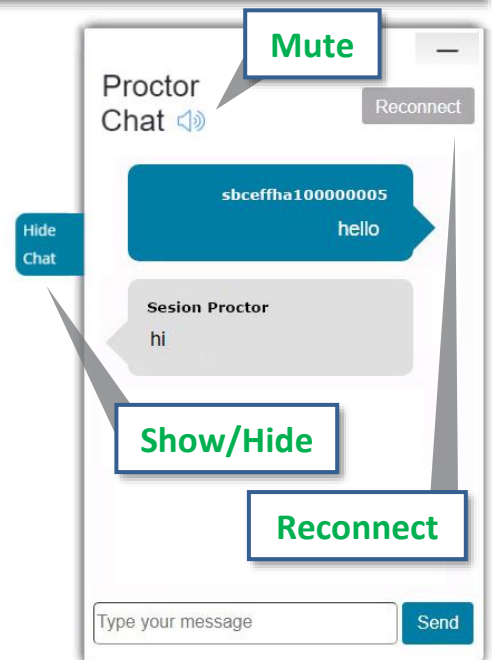 Mute
Proctor
Chat
Reconnect
sbceffha100000005
hello
Hide
Chat
Sesion Proctor
hi
Show/Hide
Reconnect
Type your message
Send